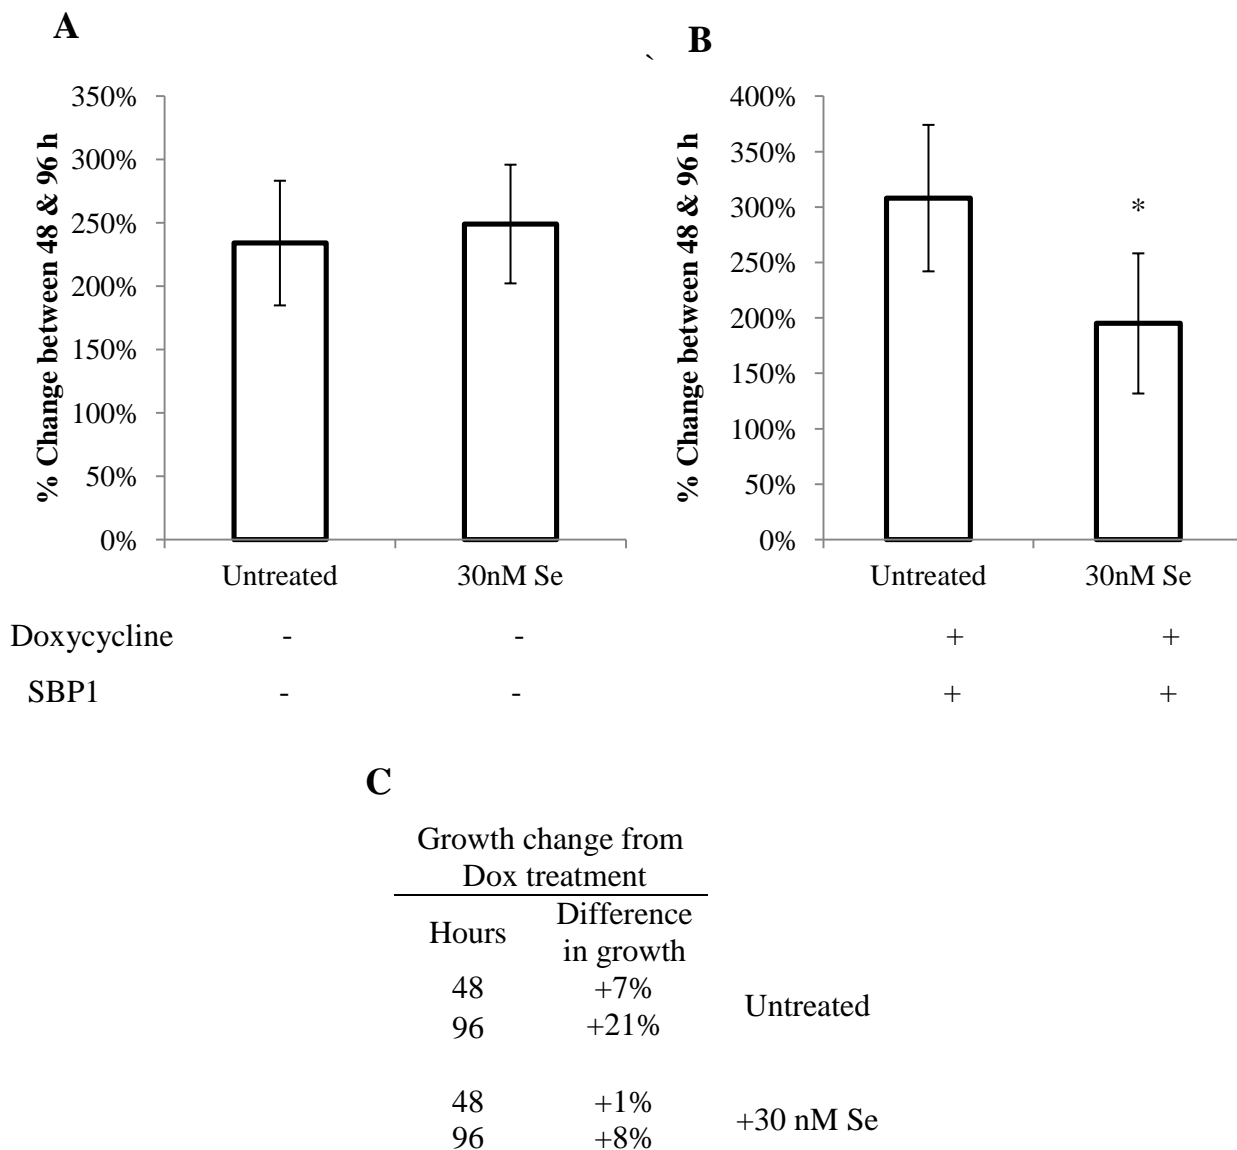 A
350%
300%
250%
200%
150%
100%
50%
0%
% Change between 48 & 96 h
Untreated
30nM Se
`
B
400%
350%
300%
250%
200%
150%
100%
50%
0%
% Change between 48 & 96 h
*
Untreated
30nM Se
Doxycycline - - + +
SBP1 - - + +
C
Growth change from
Dox treatment
Hours
Difference
in growth
48 +7%
96 +21%
Untreated
48 +1%
96 +8%
+30 nM Se